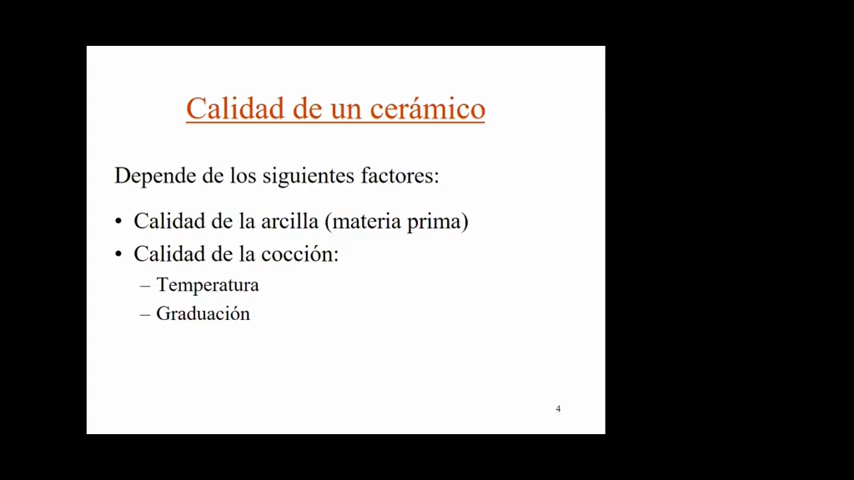 Calidad de un cerámico
Depende de los siguientes factores:
• Calidad de la arcilla (materia prima)
• Calidad de la cocción:
– Temperatura
– Graduación
4